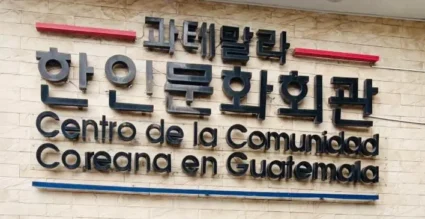 과테말라
한인문화회관
Centro de la Comunidad
Coreana en Guatemala